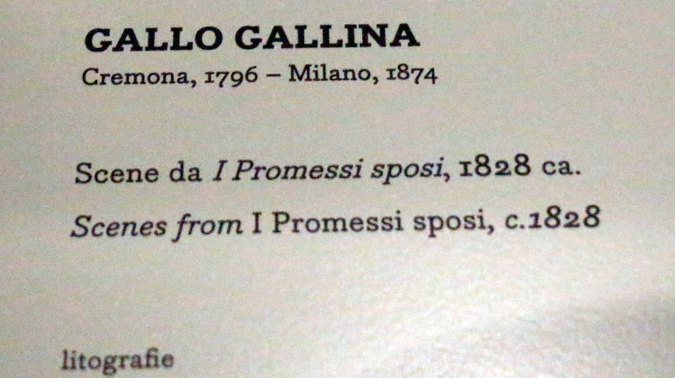 GALLO GALLINA
Cremona, 1796 – Milano, 1874
Scene da I Promessi sposi, 1828 ca.
Scenes from I Promessi sposi, c.1828
litografie